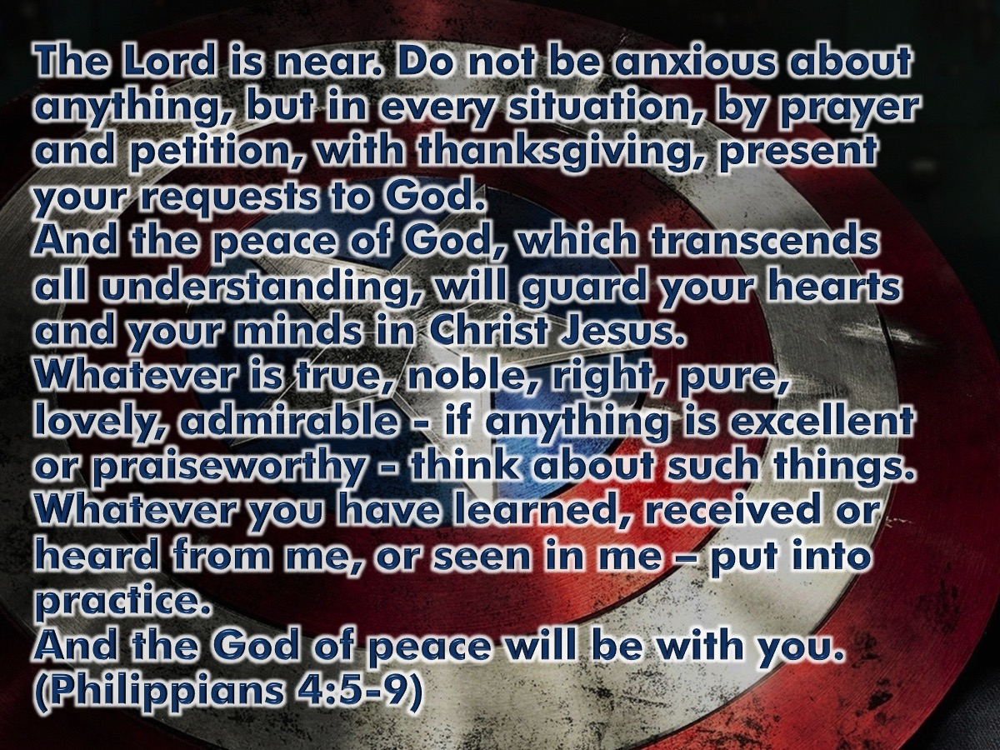 The Lord is near. Do not be anxious about
anything, but in every situation, by prayer
and petition, with thanksgiving, present
your requests to God.
And the peace of God, which transcends
all understanding, will guard your hearts
and your minds in Christ Jesus.
Whatever is true, noble, right, pure,
lovely, admirable - if anything is excellent
or praiseworthy - think about such things.
Whatever you have learned, received or
heard from me, or seen in me – put into
practice.
And the God of peace will be with you.
(Philippians 4:5-9)